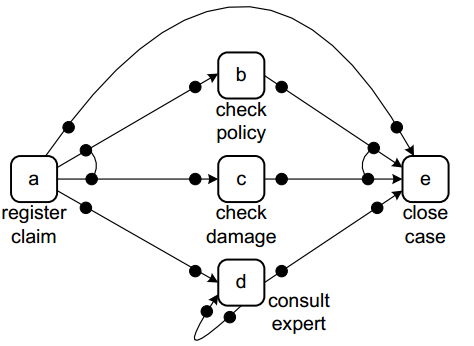 b
check
policy
a
register
claim
c
check
damage
e
close
case
d
consult
expert